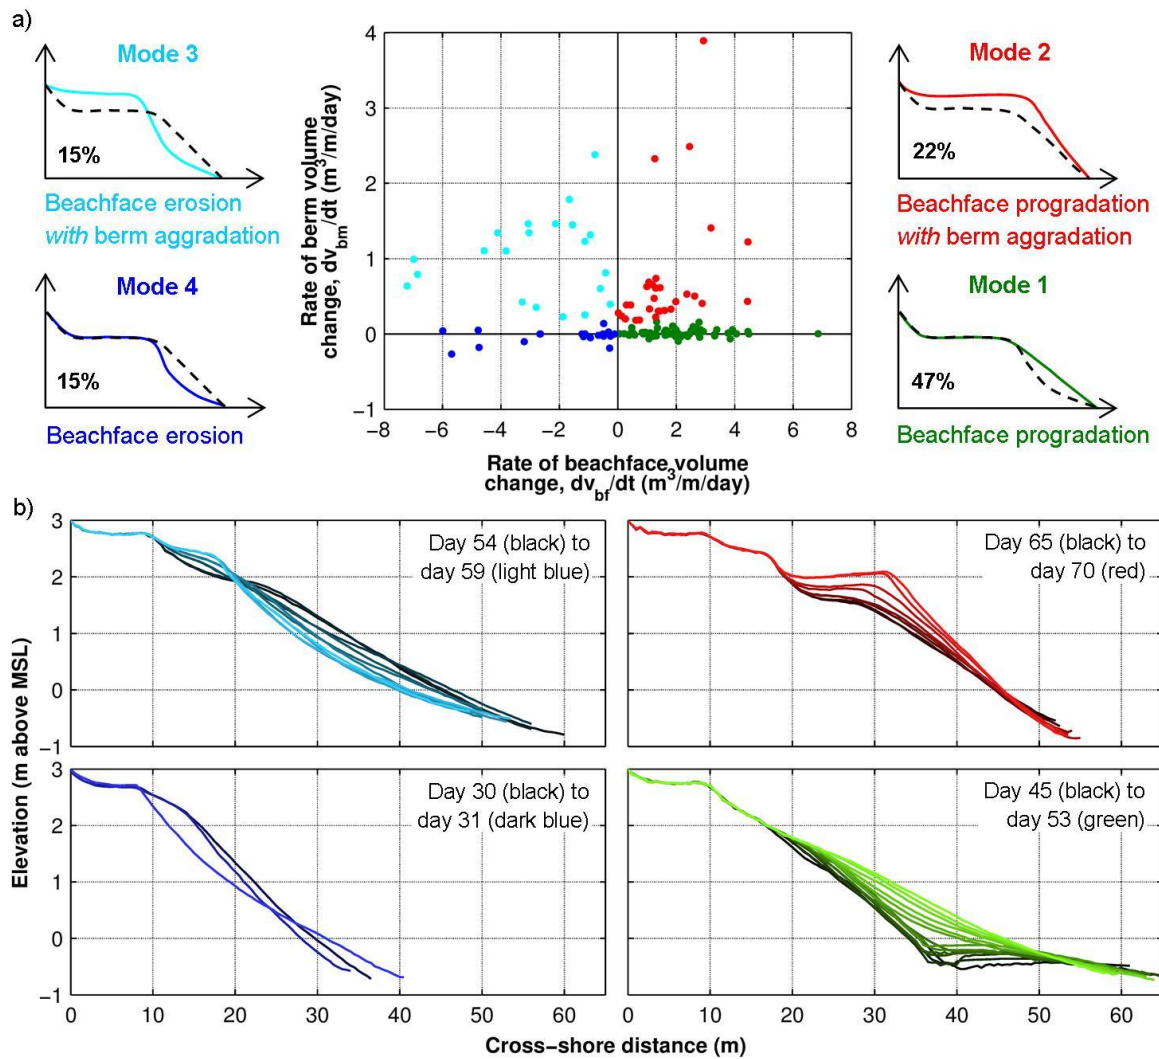 a)
Mode 3
15%
Beachface erosion
with berm aggradation
Mode 4
15%
Beachface erosion
Rate of berm volume
change, dv_bm/dt (m³/m/day)
4
3
2
1
0
−1
−8
−6
−4
−2
0
2
4
6
8
Rate of beachface volume
change, dv_bf/dt (m³/m/day)
Mode 2
22%
Beachface progradation
with berm aggradation
Mode 1
47%
Beachface progradation
b)
Elevation (m above MSL)
3
2
1
0
−1
Day 54 (black) to
day 59 (light blue)
Day 65 (black) to
day 70 (red)
3
2
1
0
−1
Day 30 (black) to
day 31 (dark blue)
Day 45 (black) to
day 53 (green)
0
10
20
30
40
50
60
0
10
20
30
40
50
60
Cross−shore distance (m)